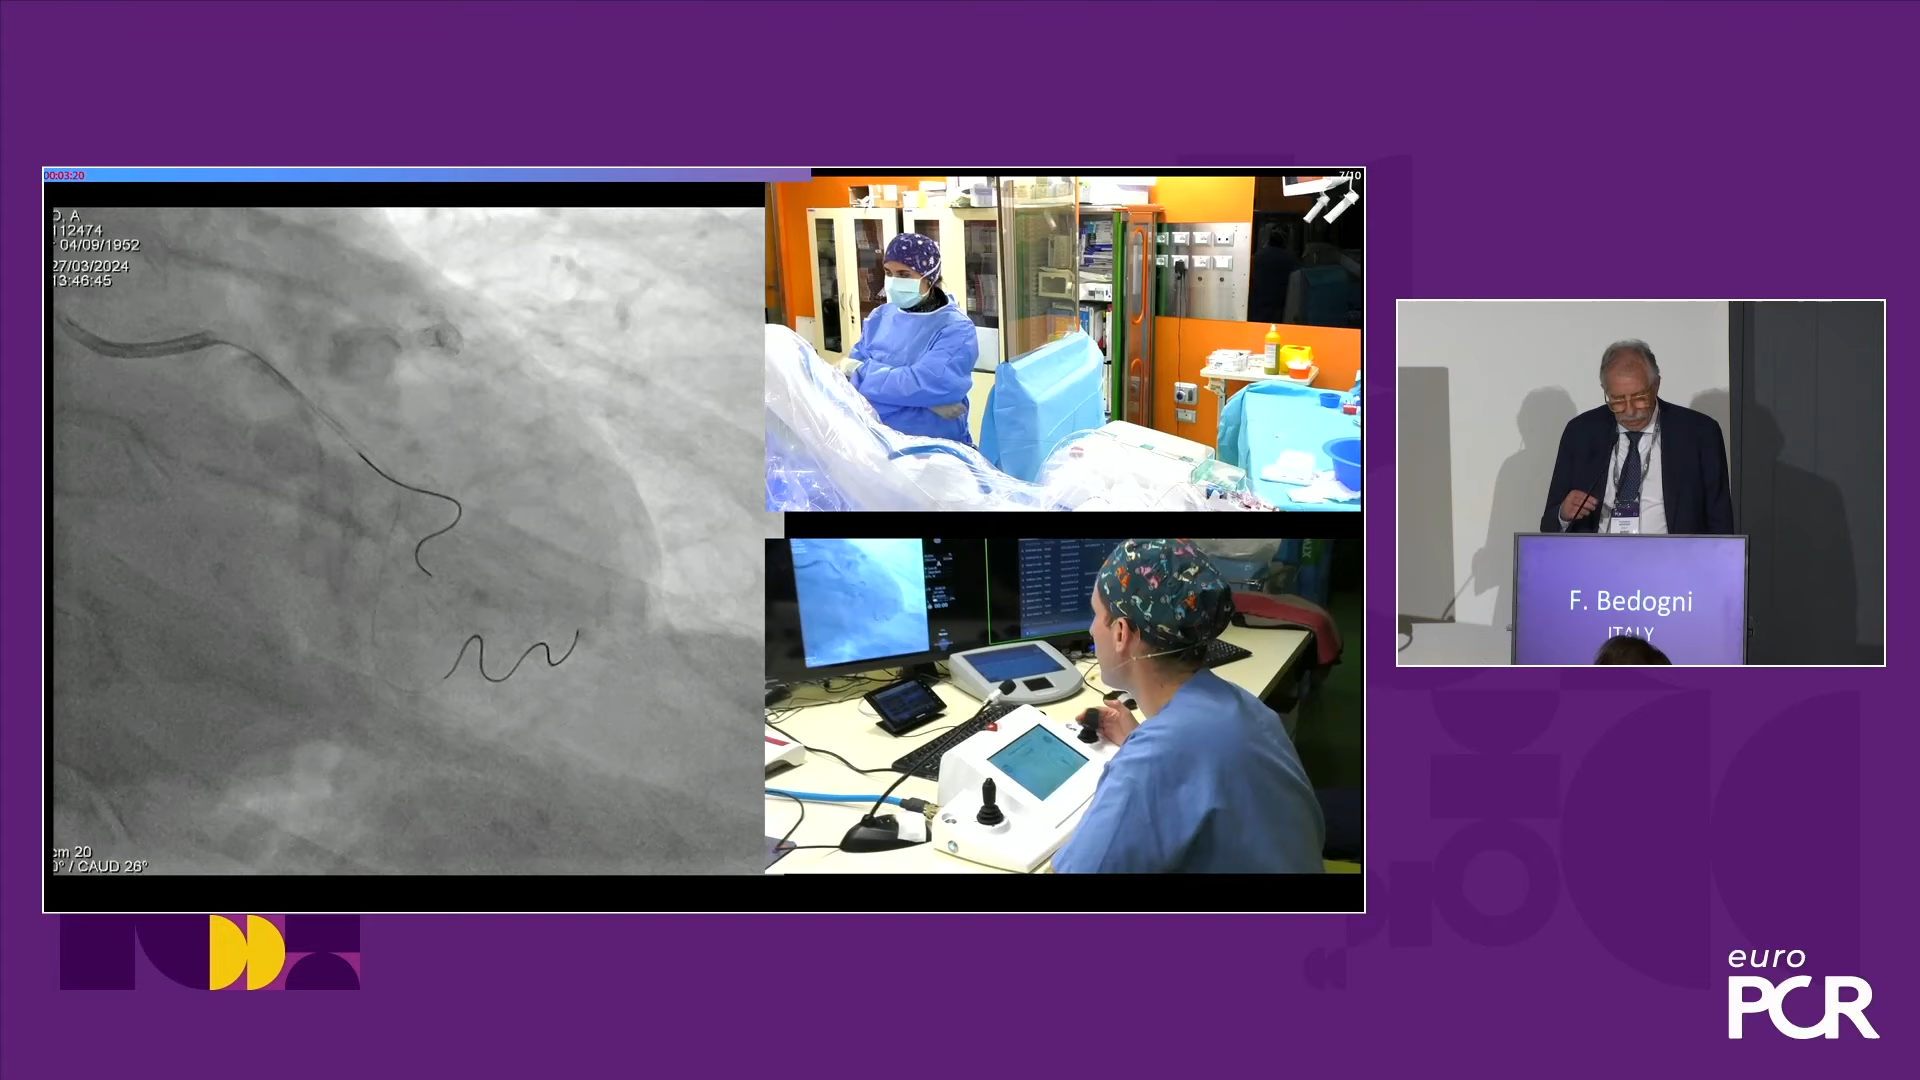 00:03:20
7/10
O. A
112474
04/09/1952
27/03/2024
13:46:45
cm 20
0° / CAUD 26°
F. Bedogni
ITALY
euro
PCR